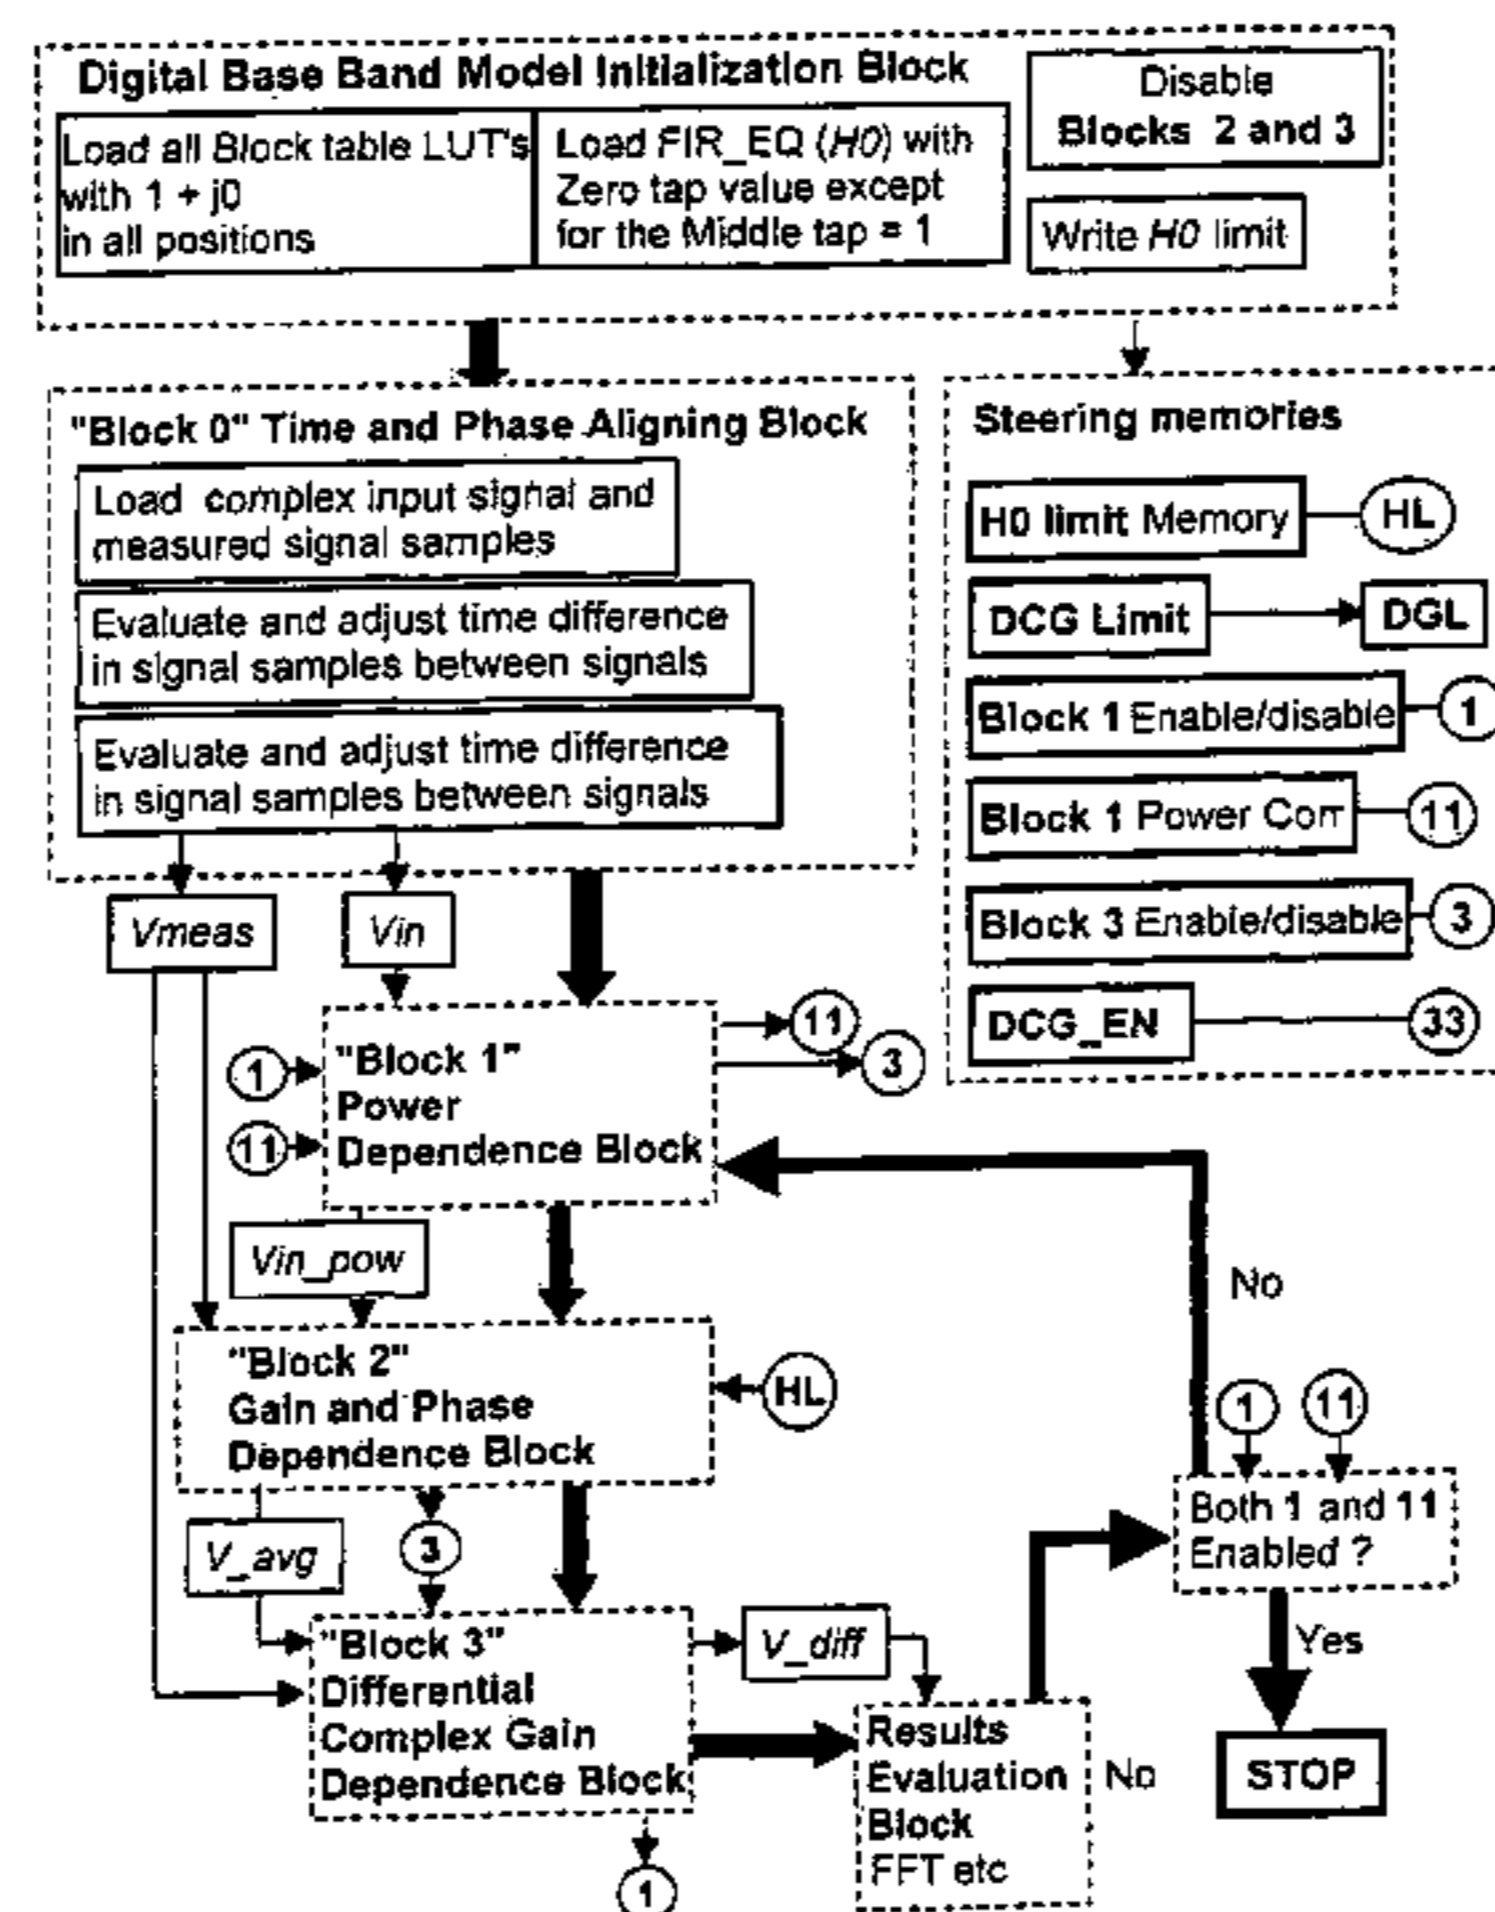 Digital Base Band Model Initialization Block
Load all Block table LUT's
with 1 + j0
in all positions
Load FIR_EQ (H0) with
Zero tap value except
for the Middle tap = 1
Disable
Blocks 2 and 3
Write H0 limit
"Block 0" Time and Phase Aligning Block
Load complex input signal and
measured signal samples
Evaluate and adjust time difference
in signal samples between signals
Evaluate and adjust time difference
in signal samples between signals
Steering memories
H0 limit Memory
HL
DCG Limit
DGL
Block 1 Enable/disable
1
Block 1 Power Corr
11
Block 3 Enable/disable
3
DCG_EN
33
Vmeas
Vin
1
11
"Block 1"
Power
Dependence Block
11
3
Vin_pow
"Block 2"
Gain and Phase
Dependence Block
HL
No
1
11
Both 1 and 11
Enabled ?
Yes
STOP
V_avg
3
"Block 3"
Differential
Complex Gain
Dependence Block
V_diff
Results
Evaluation
Block
FFT etc
No
1